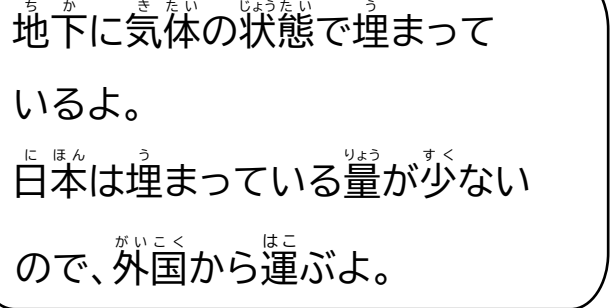 地下に気体の状態で埋まって
いるよ。
日本は埋まっている量が少ない
ので、外国から運ぶよ。